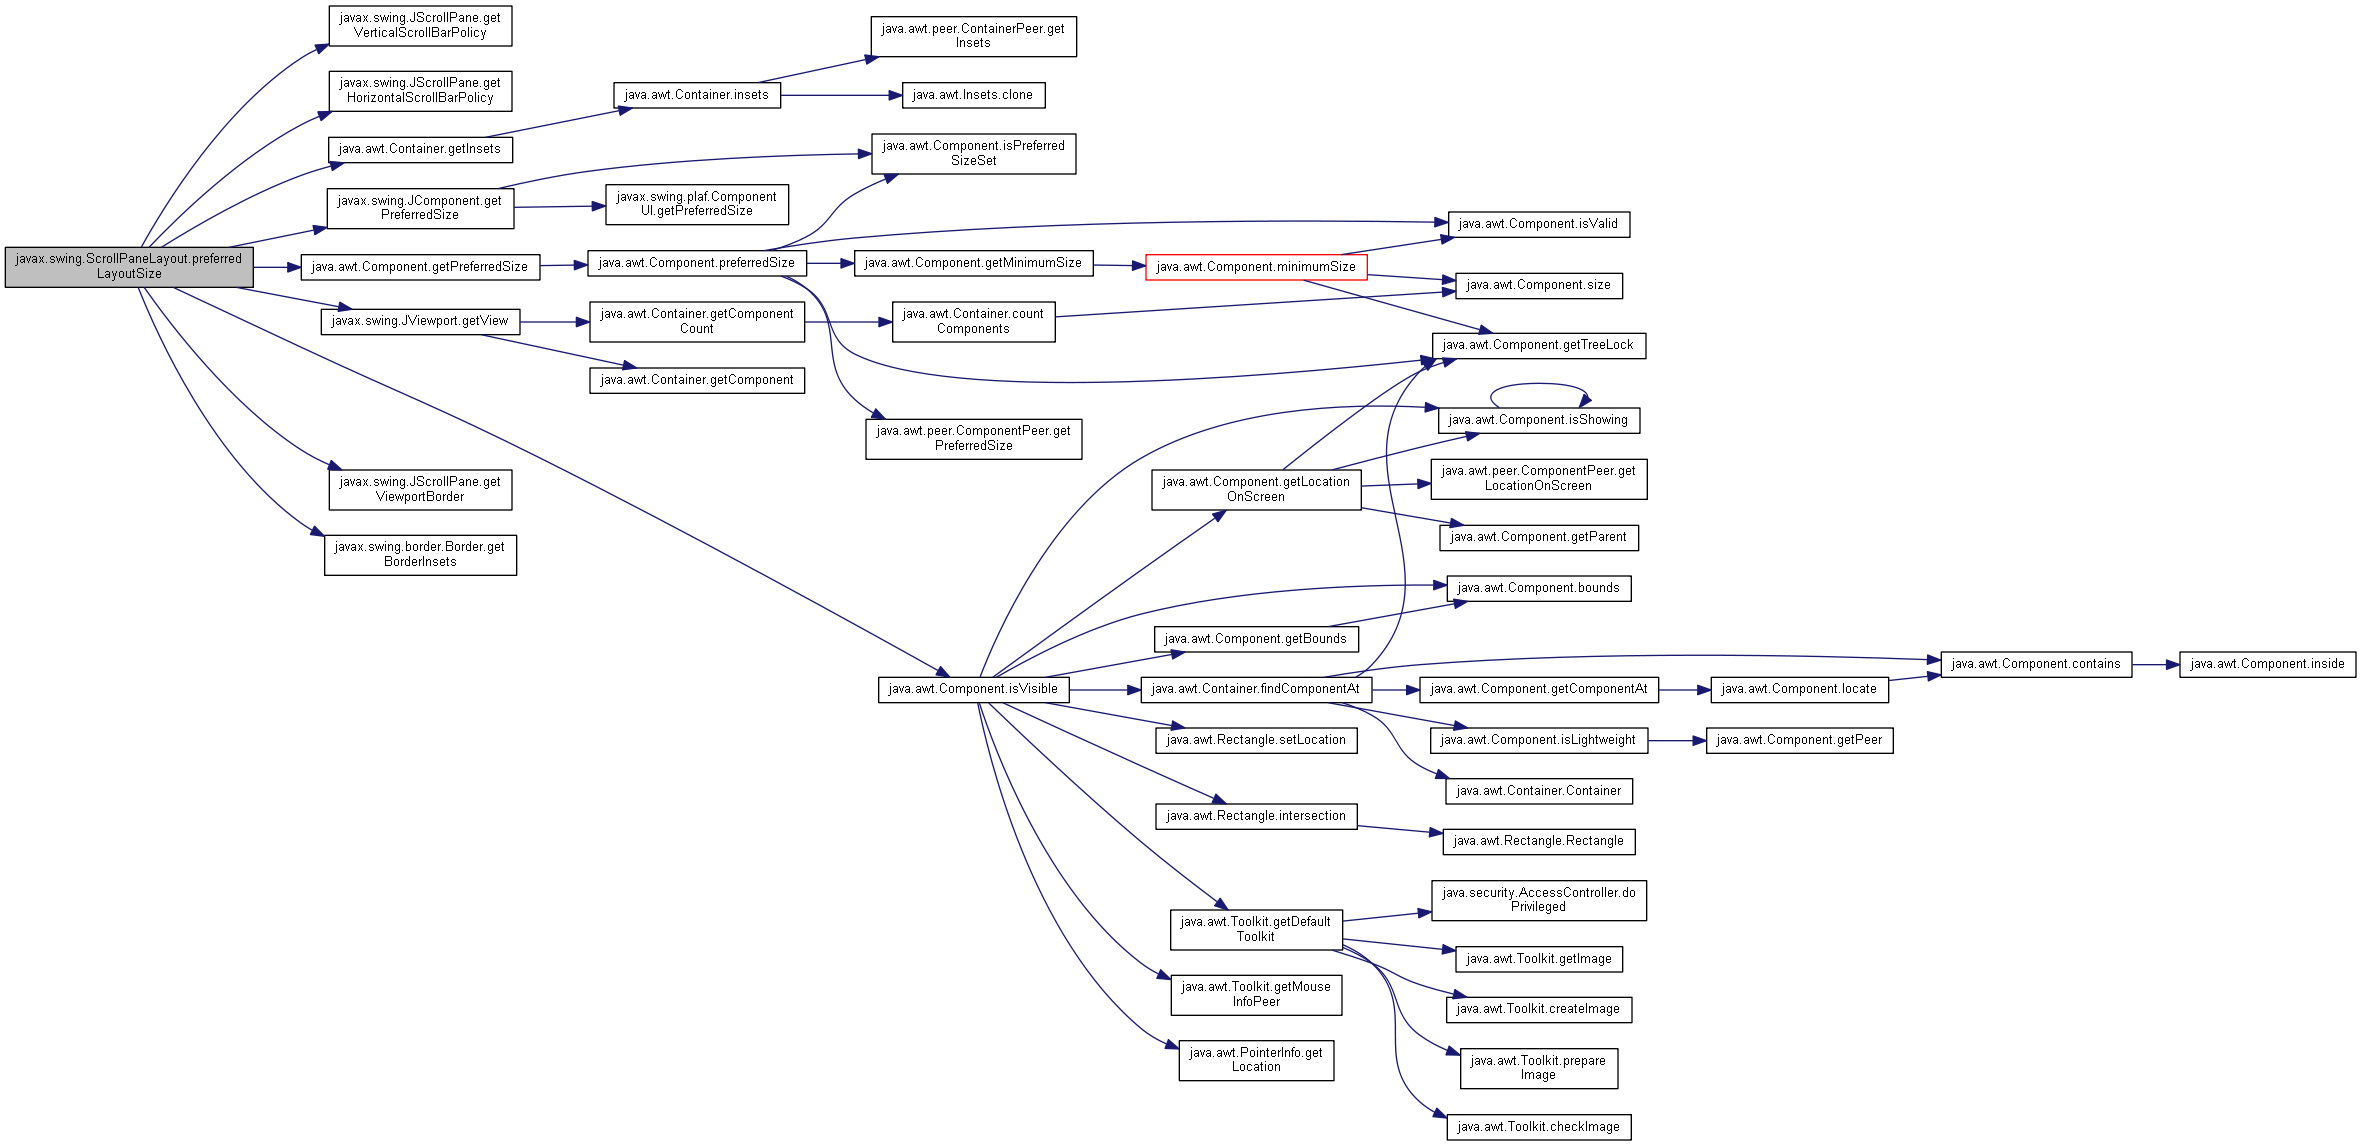 javax.swing.ScrollPaneLayout.preferred
LayoutSize
javax.swing.JScrollPane.get
VerticalScrollBarPolicy
javax.swing.JScrollPane.get
HorizontalScrollBarPolicy
java.awt.Container.getInsets
javax.swing.JComponent.get
PreferredSize
java.awt.Component.getPreferredSize
javax.swing.JViewport.getView
javax.swing.JScrollPane.get
ViewportBorder
javax.swing.border.Border.get
BorderInsets
java.awt.Container.insets
javax.swing.plaf.Component
UI.getPreferredSize
java.awt.Component.preferredSize
java.awt.Container.getComponent
Count
java.awt.Container.getComponent
java.awt.peer.ContainerPeer.get
Insets
java.awt.Insets.clone
java.awt.Component.isPreferred
SizeSet
java.awt.Component.getMinimumSize
java.awt.Container.count
Components
java.awt.peer.ComponentPeer.get
PreferredSize
java.awt.Component.isVisible
java.awt.Component.minimumSize
java.awt.Component.getLocation
OnScreen
java.awt.Component.getBounds
java.awt.Container.findComponentAt
java.awt.Rectangle.setLocation
java.awt.Rectangle.intersection
java.awt.Toolkit.getDefault
Toolkit
java.awt.Toolkit.getMouse
InfoPeer
java.awt.PointerInfo.get
Location
java.awt.Component.isValid
java.awt.Component.size
java.awt.Component.getTreeLock
java.awt.Component.isShowing
java.awt.peer.ComponentPeer.get
LocationOnScreen
java.awt.Component.getParent
java.awt.Component.bounds
java.awt.Component.getComponentAt
java.awt.Component.isLightweight
java.awt.Container.Container
java.awt.Rectangle.Rectangle
java.security.AccessController.do
Privileged
java.awt.Toolkit.getImage
java.awt.Toolkit.createImage
java.awt.Toolkit.prepare
Image
java.awt.Toolkit.checkImage
java.awt.Component.locate
java.awt.Component.getPeer
java.awt.Component.contains
java.awt.Component.inside